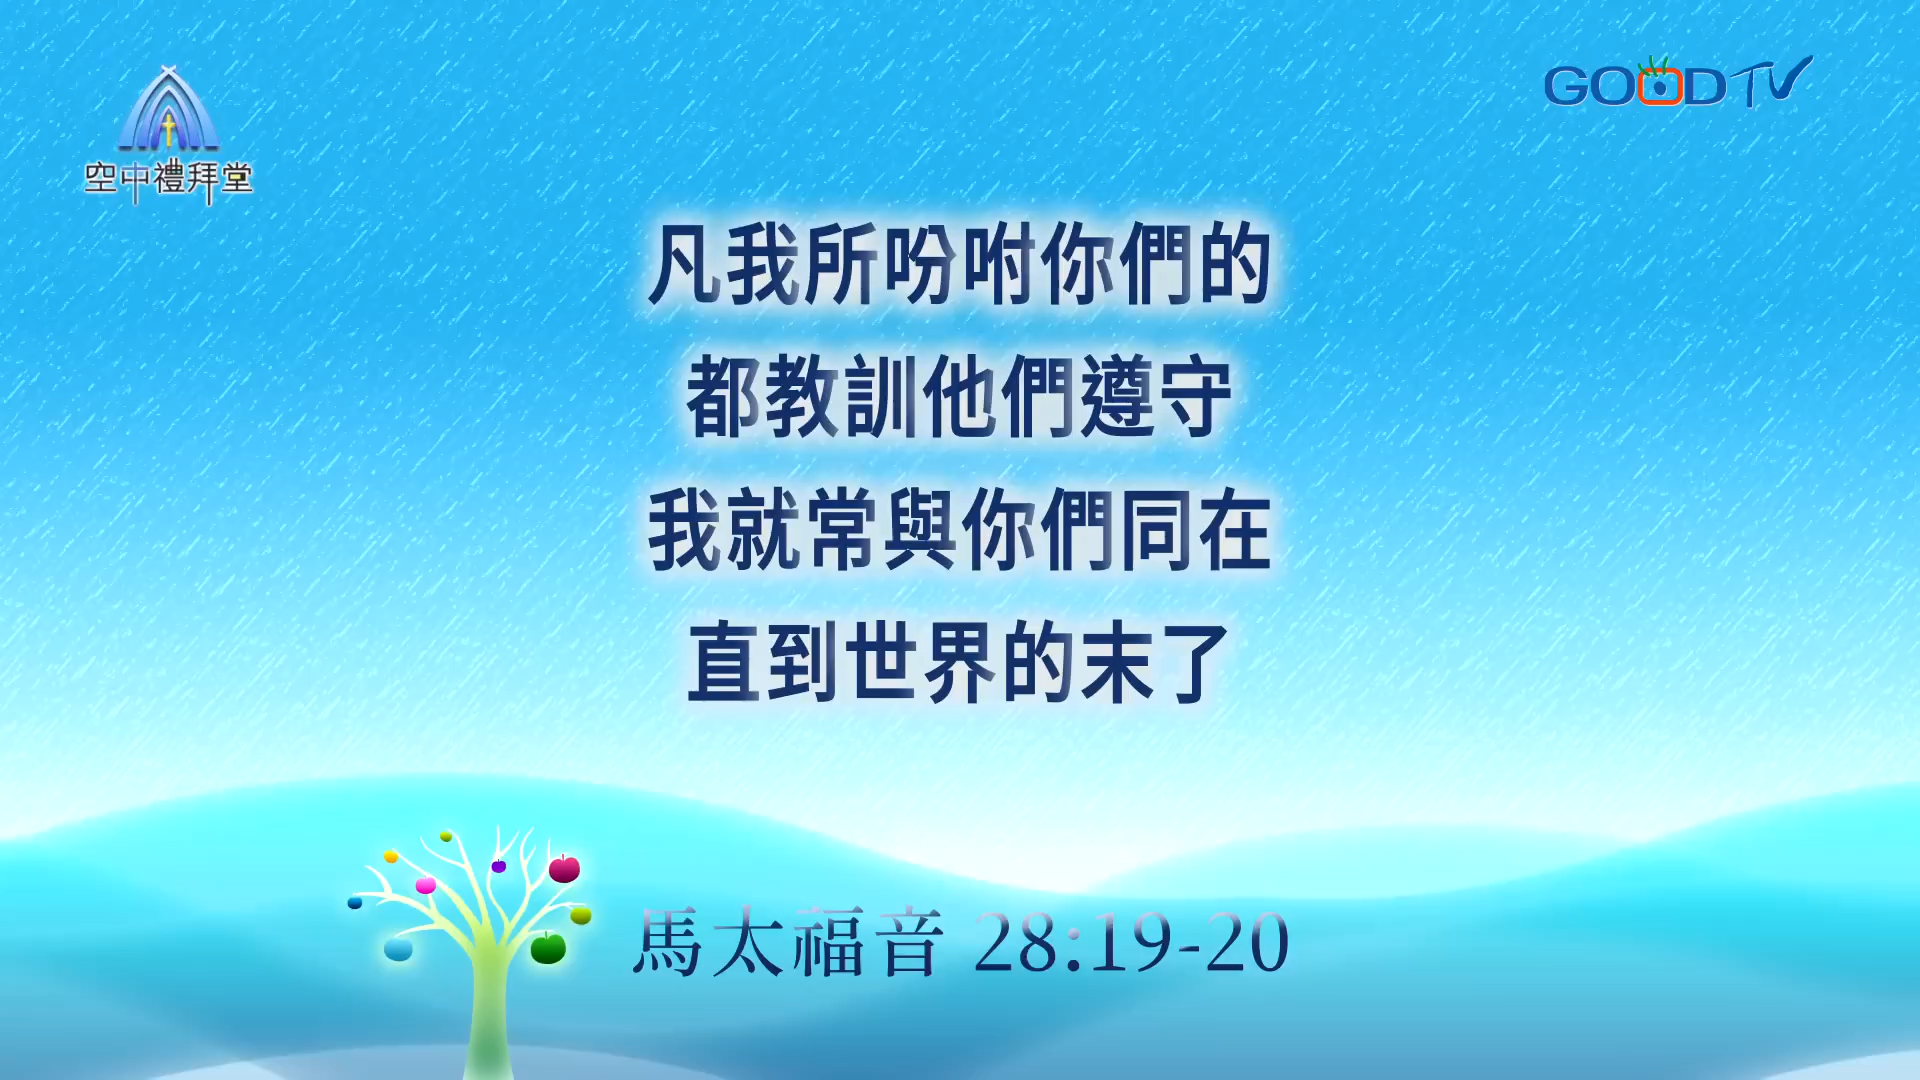 空中禮拜堂
GOOD TV
凡我所吩咐你們的
都教訓他們遵守
我就常與你們同在
直到世界的末了
馬太福音 28:19-20